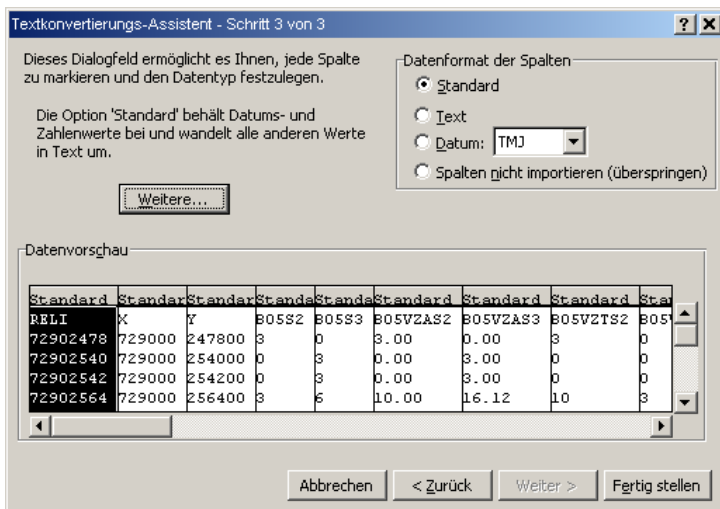 Textkonvertierungs-Assistent - Schritt 3 von 3
Dieses Dialogfeld ermöglicht es Ihnen, jede Spalte
zu markieren und den Datentyp festzulegen.
Die Option 'Standard' behält Datums- und
Zahlenwerte bei und wandelt alle anderen Werte
in Text um.
Weitere...
Datenformat der Spalten
Standard
Text
Datum: TMJ
Spalten nicht importieren (überspringen)
Datenvorschau
Standard Standar Standar Standa Standa Standard Standard Standard Stan
RELI X Y B05S2 B05S3 B05VZAS2 B05VZAS3 B05VZTS2 B05V
72902478 729000 247800 3 0 3.00 0.00 3 0
72902540 729000 254000 0 3 0.00 3.00 0 0
72902542 729000 254200 0 3 0.00 3.00 0 0
72902564 729000 256400 3 6 10.00 16.12 10 3
Abbrechen < Zurück Weiter > Fertig stellen